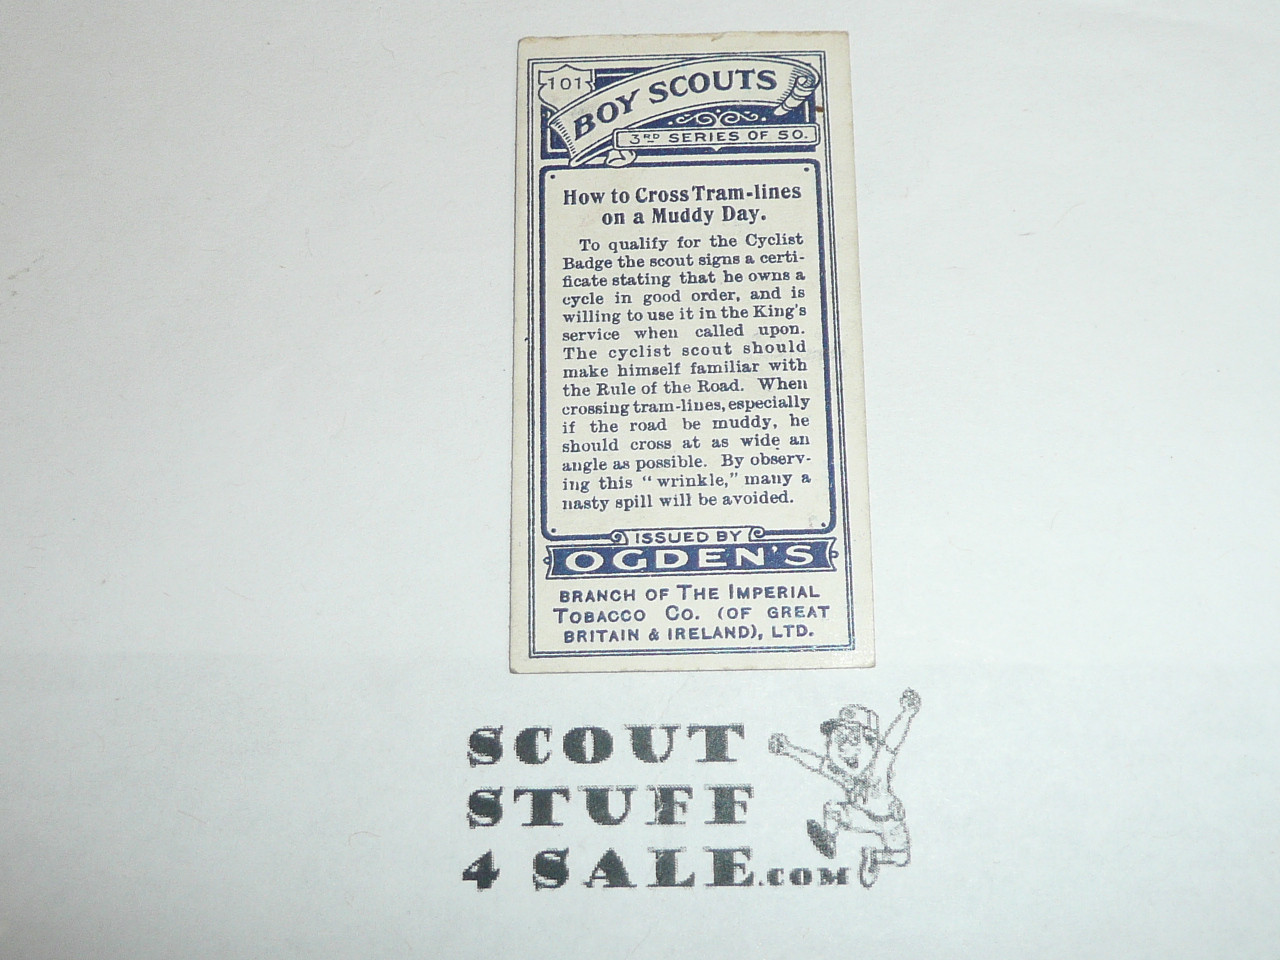 101
BOY SCOUTS
3RD SERIES OF 50.
How to Cross Tram-lines
on a Muddy Day.
To qualify for the Cyclist
Badge the scout signs a certi-
ficate stating that he owns a
cycle in good order, and is
willing to use it in the King's
service when called upon.
The cyclist scout should
make himself familiar with
the Rule of the Road. When
crossing tram-lines, especially
if the road be muddy, he
should cross at as wide an
angle as possible. By observ-
ing this "wrinkle," many a
nasty spill will be avoided.
ISSUED BY
OGDEN'S
BRANCH OF THE IMPERIAL
TOBACCO CO. (OF GREAT
BRITAIN & IRELAND), LTD.
SCOUT
STUFF
4 SALE.COM